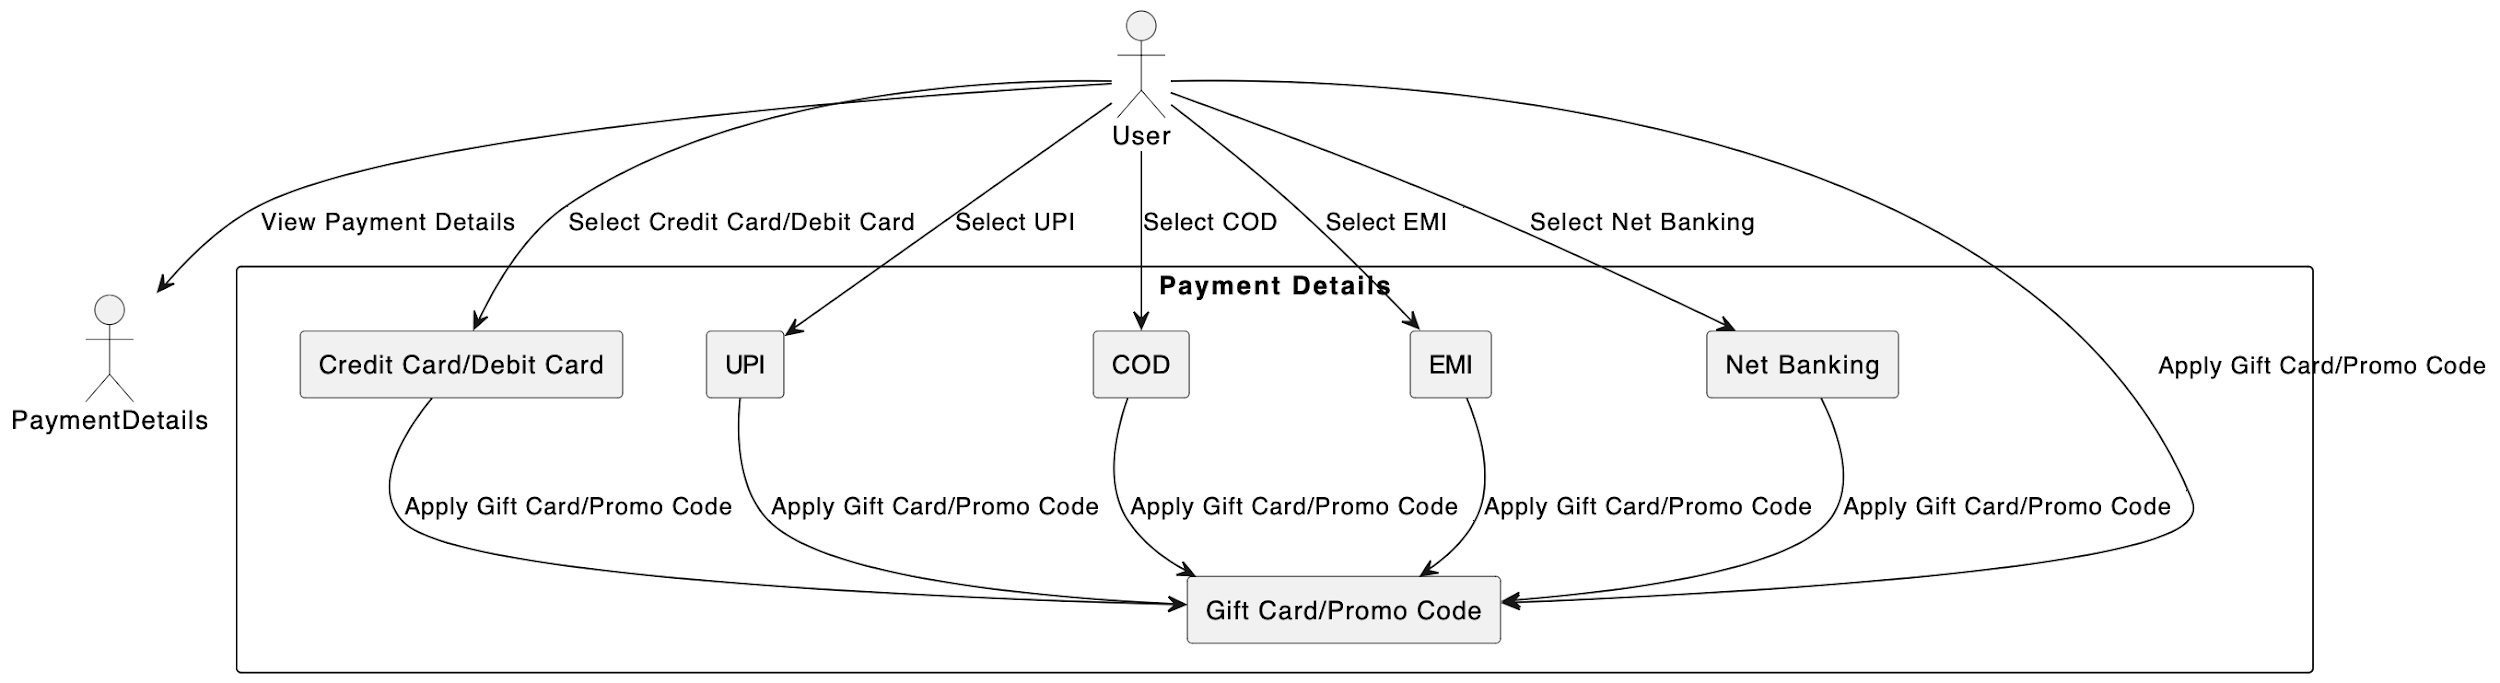 User
View Payment Details
Select Credit Card/Debit Card
Select UPI
Select COD
Select EMI
Select Net Banking
Payment Details
PaymentDetails
Credit Card/Debit Card
UPI
COD
EMI
Net Banking
Apply Gift Card/Promo Code
Apply Gift Card/Promo Code
Apply Gift Card/Promo Code
Apply Gift Card/Promo Code
Apply Gift Card/Promo Code
Apply Gift Card/Promo Code
Gift Card/Promo Code